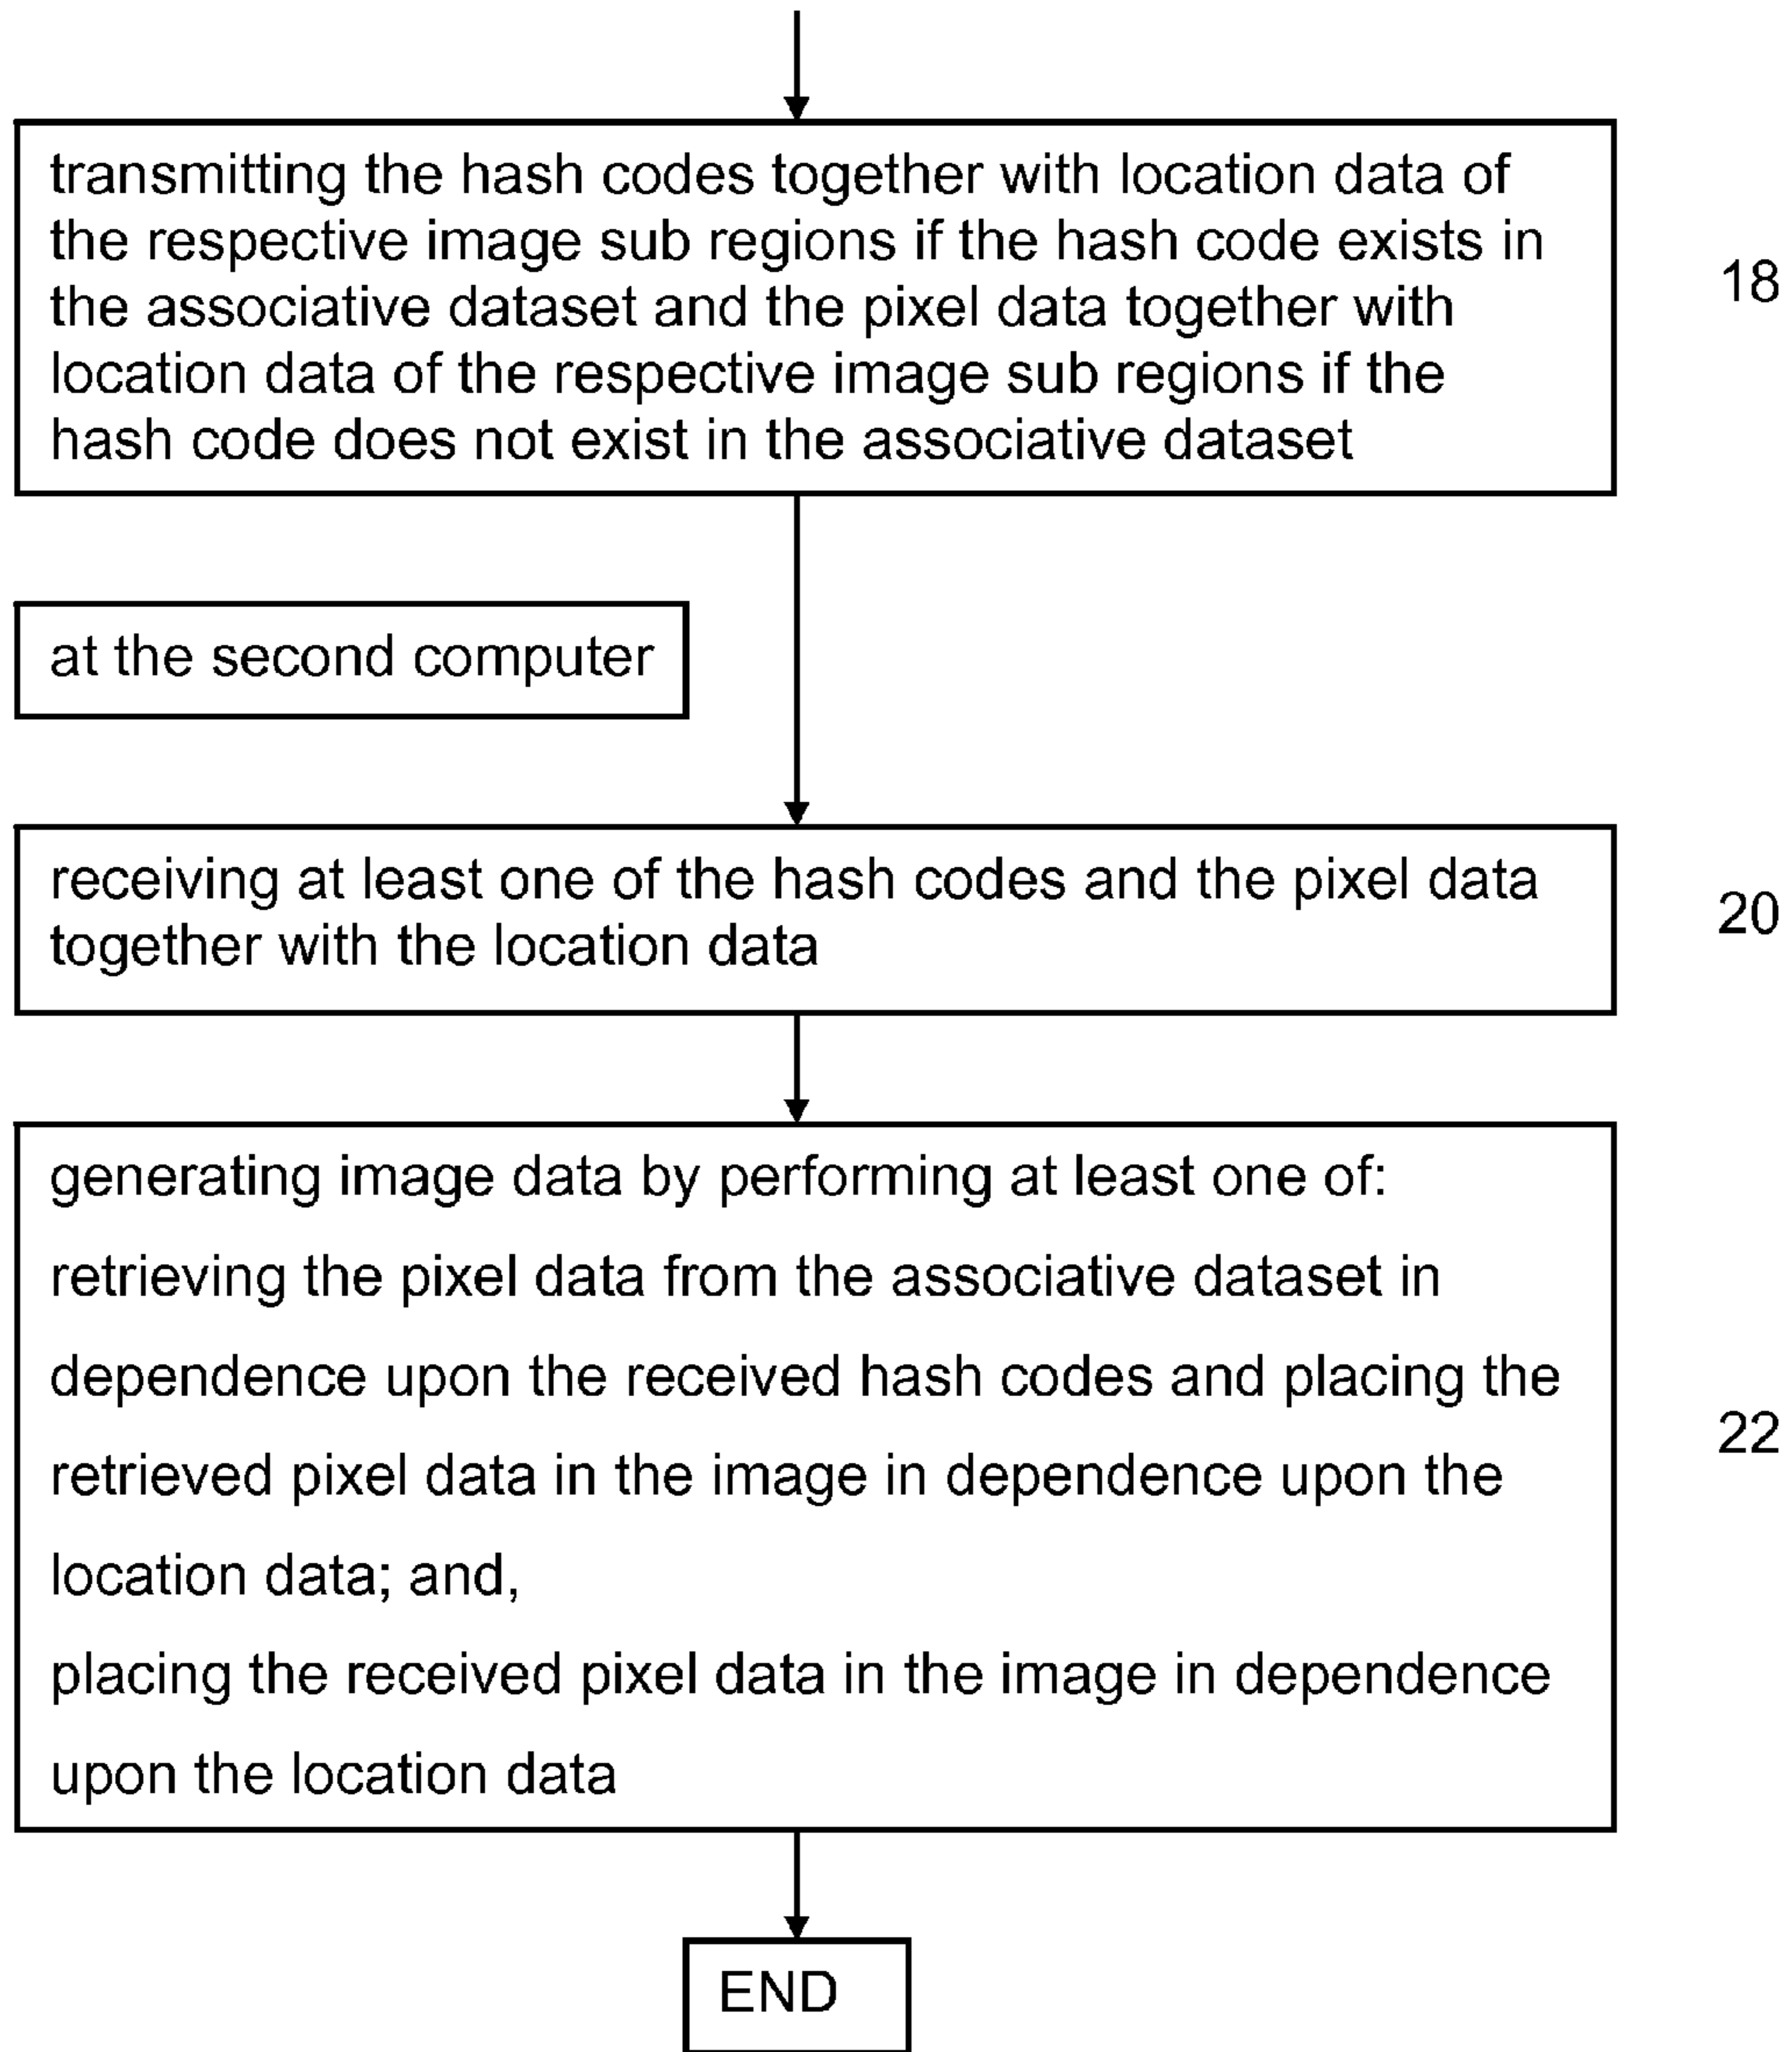 transmitting the hash codes together with location data of
the respective image sub regions if the hash code exists in
the associative dataset and the pixel data together with
location data of the respective image sub regions if the
hash code does not exist in the associative dataset
18
at the second computer
receiving at least one of the hash codes and the pixel data
together with the location data
20
generating image data by performing at least one of:
retrieving the pixel data from the associative dataset in
dependence upon the received hash codes and placing the
retrieved pixel data in the image in dependence upon the
location data; and,
placing the received pixel data in the image in dependence
upon the location data
22
END